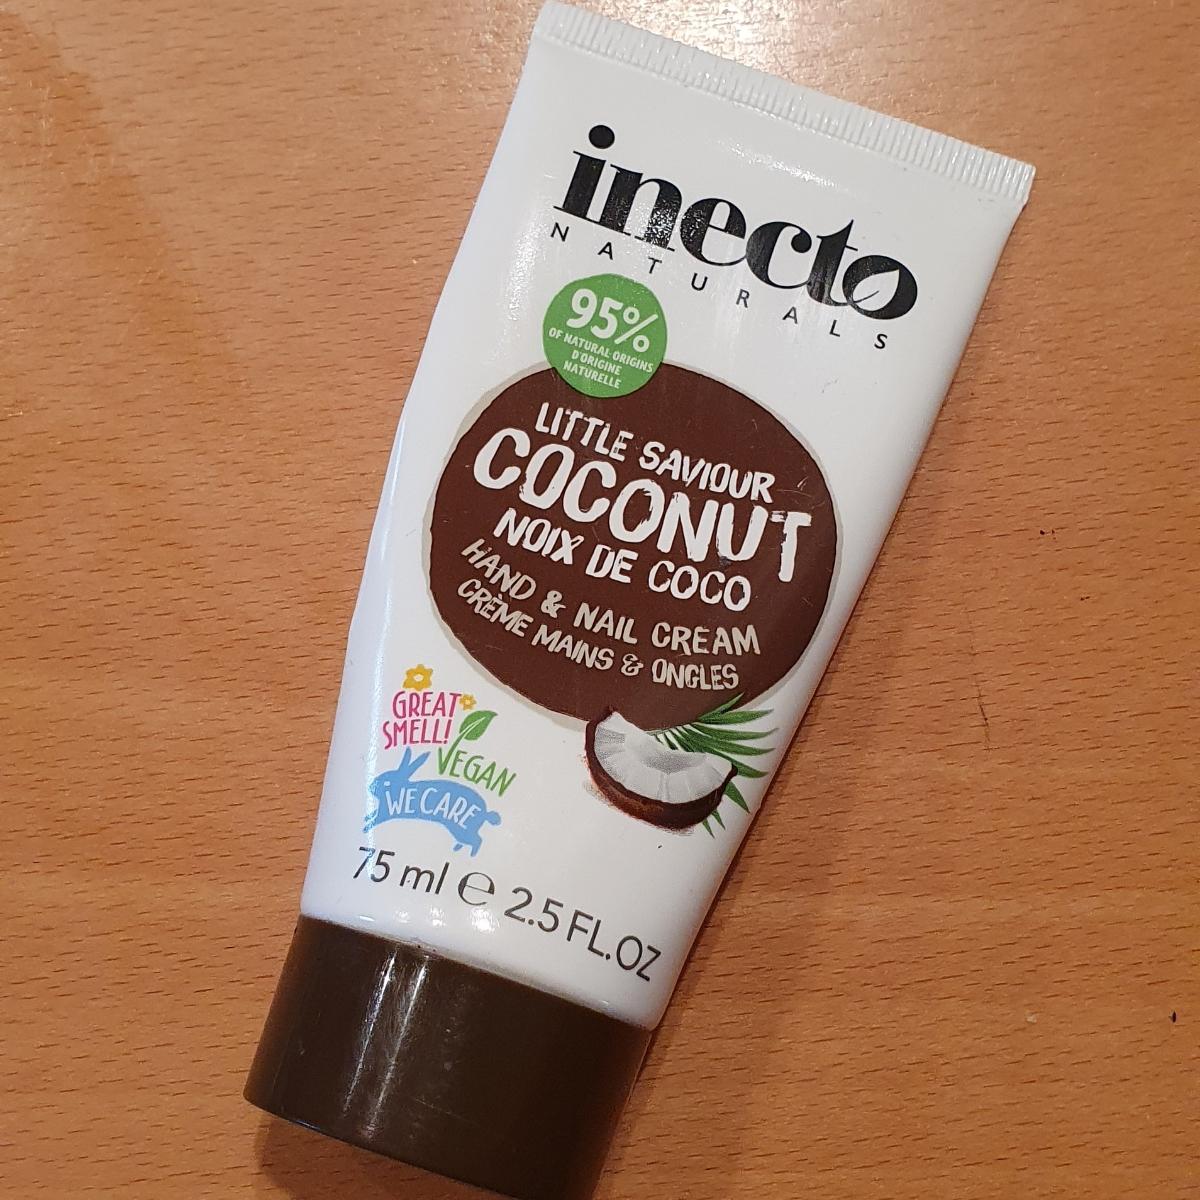 inecto
NATURALS
95%
OF NATURAL ORIGINS
D'ORIGINE
NATURELLE
LITTLE SAVIOUR
COCONUT
NOIX DE COCO
HAND & NAIL CREAM
CRÈME MAINS & ONGLES
GREAT
SMELL!
VEGAN
WE CARE
75 ml ℮ 2.5 FL.OZ